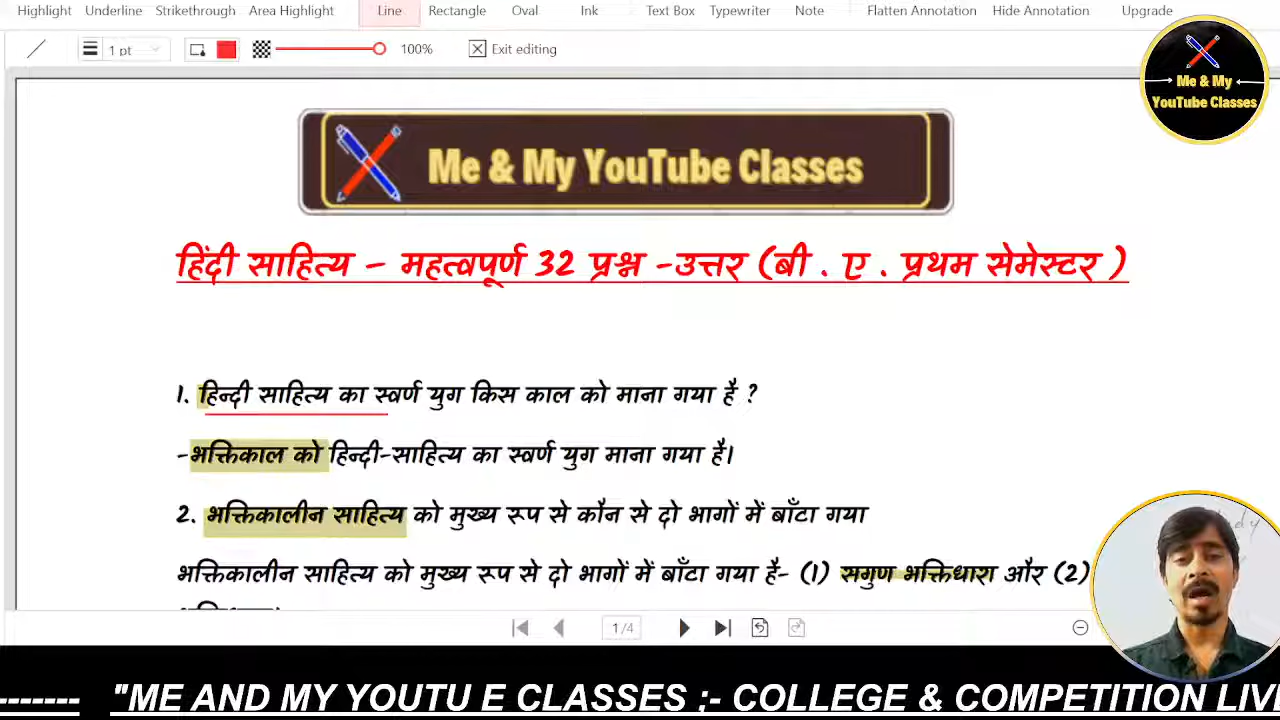 Highlight Underline Strikethrough Area Highlight Line Rectangle Oval Ink Text Box Typewriter Note Flatten Annotation Hide Annotation Upgrade
1 pt 100% Exit editing
Me & My
YouTube Classes
Me & My YouTube Classes
हिंदी साहित्य – महत्वपूर्ण 32 प्रश्न -उत्तर (बी . ए . प्रथम सेमेस्टर )
1. हिन्दी साहित्य का स्वर्ण युग किस काल को माना गया है ?
-भक्तिकाल को हिन्दी-साहित्य का स्वर्ण युग माना गया है।
2. भक्तिकालीन साहित्य को मुख्य रूप से कौन से दो भागों में बाँटा गया
भक्तिकालीन साहित्य को मुख्य रूप से दो भागों में बाँटा गया है- (1) सगुण भक्तिधारा और (2)
1/4
-------- "ME AND MY YOUTU E CLASSES ;- COLLEGE & COMPETITION LIVE